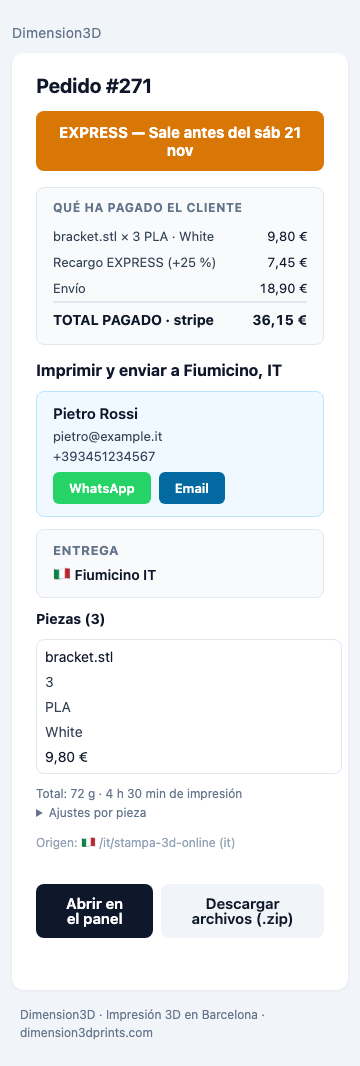 Dimension3D
Pedido #271
EXPRESS — Sale antes del sáb 21
nov
QUÉ HA PAGADO EL CLIENTE
bracket.stl × 3 PLA · White 9,80 €
Recargo EXPRESS (+25 %) 7,45 €
Envío 18,90 €
TOTAL PAGADO · stripe 36,15 €
Imprimir y enviar a Fiumicino, IT
Pietro Rossi
pietro@example.it
+393451234567
WhatsApp Email
ENTREGA
🇮🇹 Fiumicino IT
Piezas (3)
bracket.stl
3
PLA
White
9,80 €
Total: 72 g · 4 h 30 min de impresión
▶ Ajustes por pieza
Origen: 🇮🇹 /it/stampa-3d-online (it)
Abrir en
el panel
Descargar
archivos (.zip)
Dimension3D · Impresión 3D en Barcelona ·
dimension3dprints.com